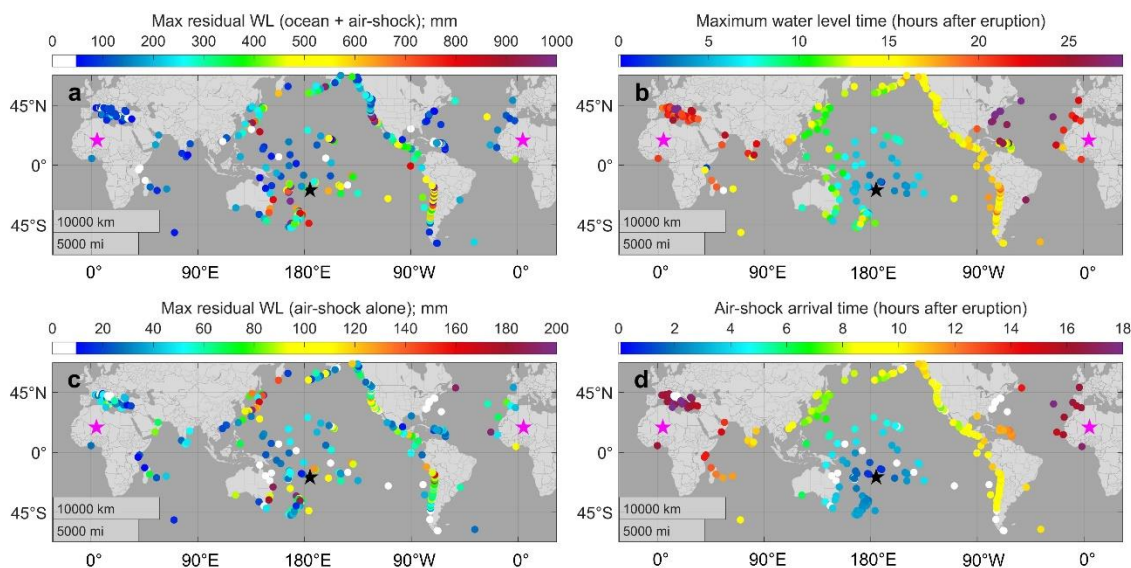 Max residual WL (ocean + air-shock); mm
0 100 200 300 400 500 600 700 800 900 1000
a
45°N
0°
45°S
10000 km
5000 mi
0° 90°E 180°E 90°W 0°
Maximum water level time (hours after eruption)
0 5 10 15 20 25
b
45°N
0°
45°S
10000 km
5000 mi
0° 90°E 180°E 90°W 0°
Max residual WL (air-shock alone); mm
0 20 40 60 80 100 120 140 160 180 200
c
45°N
0°
45°S
10000 km
5000 mi
0° 90°E 180°E 90°W 0°
Air-shock arrival time (hours after eruption)
0 2 4 6 8 10 12 14 16 18
d
45°N
0°
45°S
10000 km
5000 mi
0° 90°E 180°E 90°W 0°